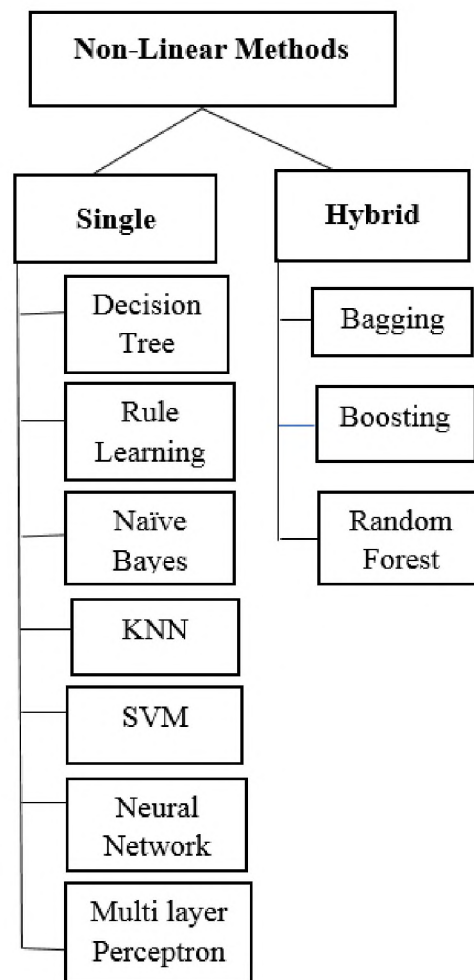 Non-Linear Methods
Single
Decision
Tree
Rule
Learning
Naïve
Bayes
KNN
SVM
Neural
Network
Multi layer
Perceptron
Hybrid
Bagging
Boosting
Random
Forest